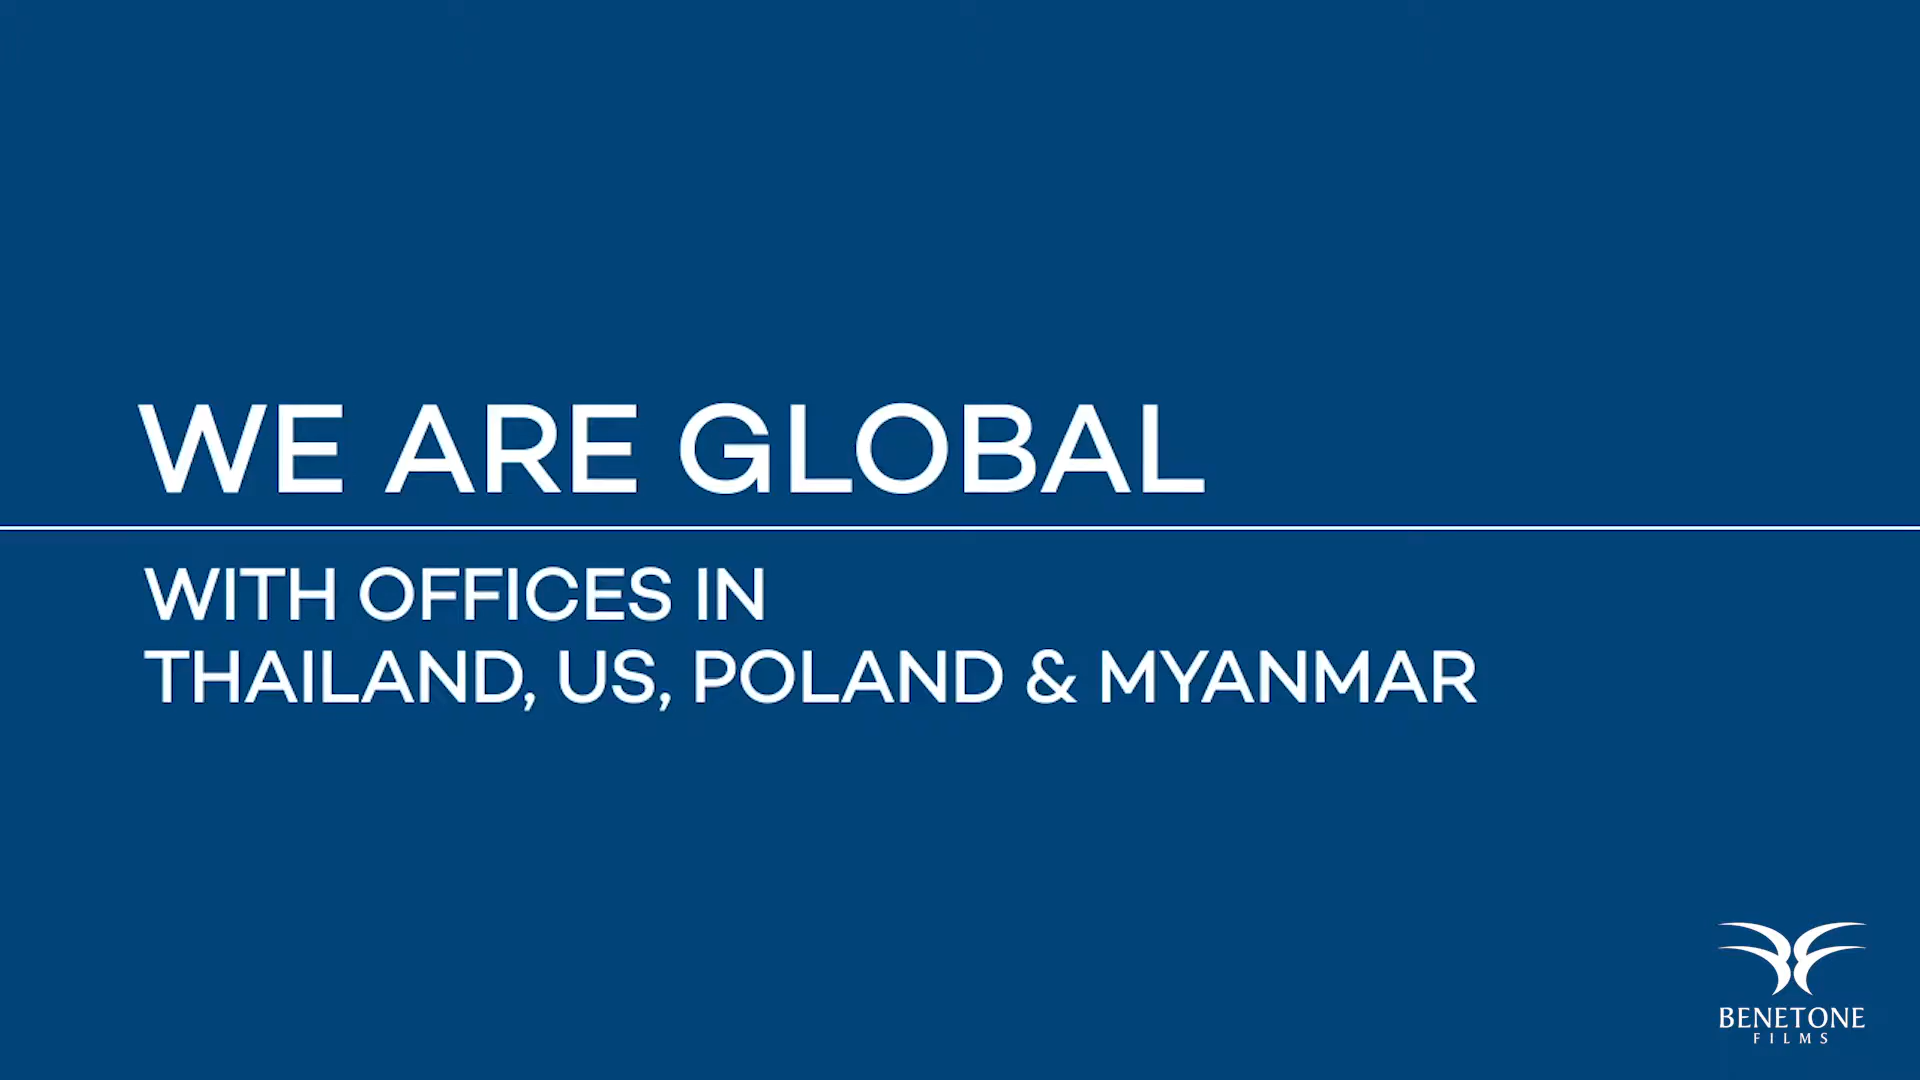 WE ARE GLOBAL
WITH OFFICES IN
THAILAND, US, POLAND & MYANMAR
BENETONE
FILMS